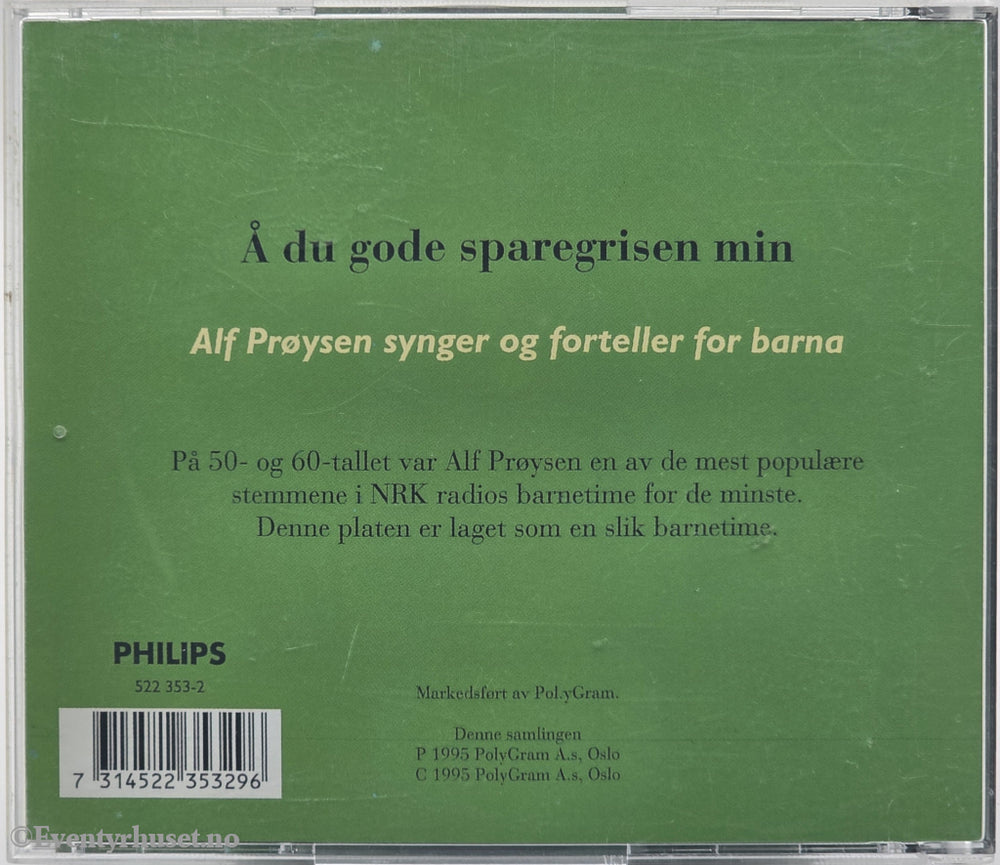 Å du gode sparegrisen min
Alf Prøysen synger og forteller for barna
På 50- og 60-tallet var Alf Prøysen en av de mest populære
stemmene i NRK radios barnetime for de minste.
Denne platen er laget som en slik barnetime.
PHILIPS
522 353-2
Markedsført av PolyGram.
Denne samlingen
P 1995 PolyGram A.s, Oslo
C 1995 PolyGram A.s, Oslo
7 314522 353296
©Eventyrhuset.no